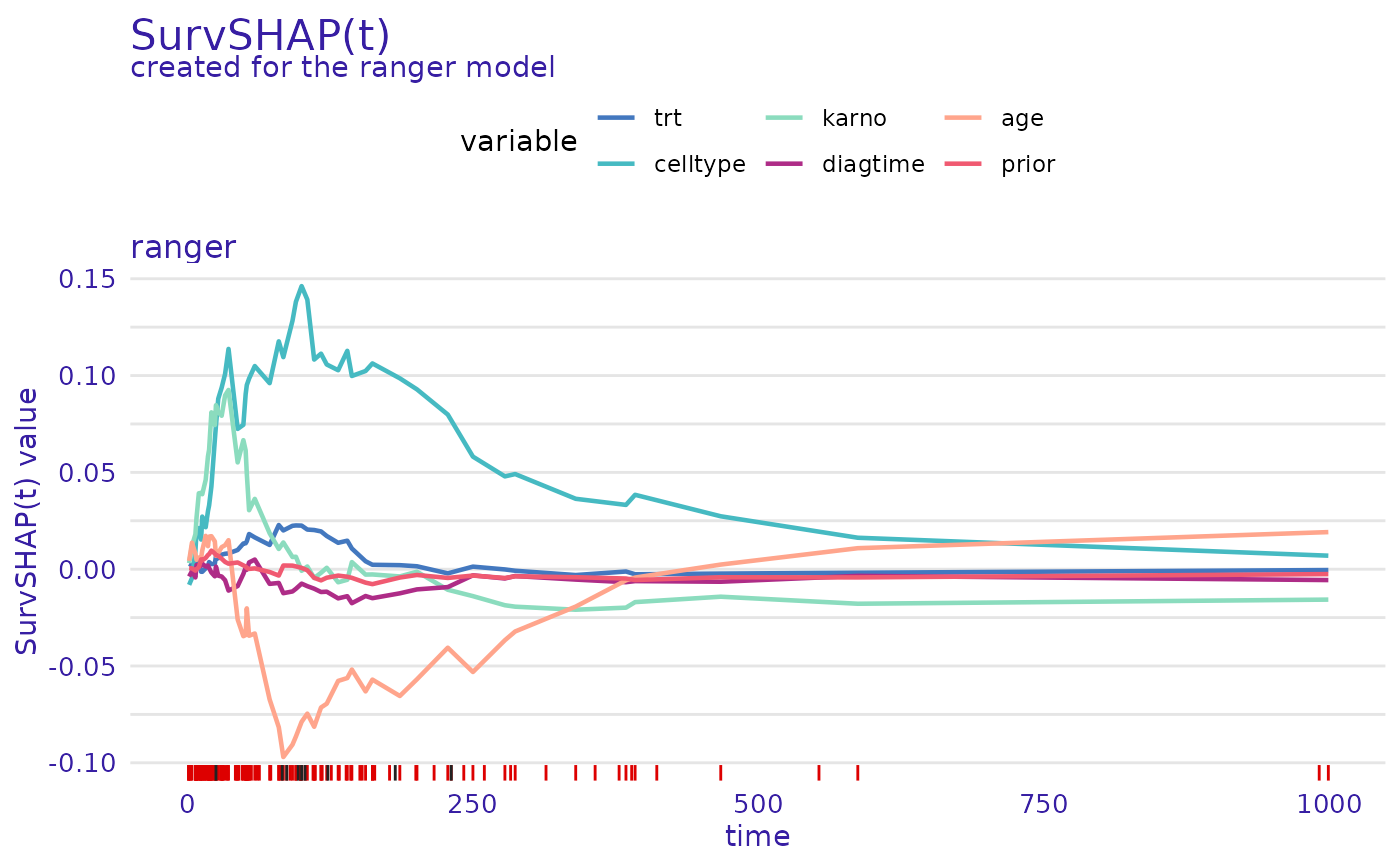 SurvSHAP(t)
created for the ranger model
variable
trt
karno
age
celltype
diagtime
prior
ranger
SurvSHAP(t) value
0.15
0.10
0.05
0.00
-0.05
-0.10
0
250
500
750
1000
time